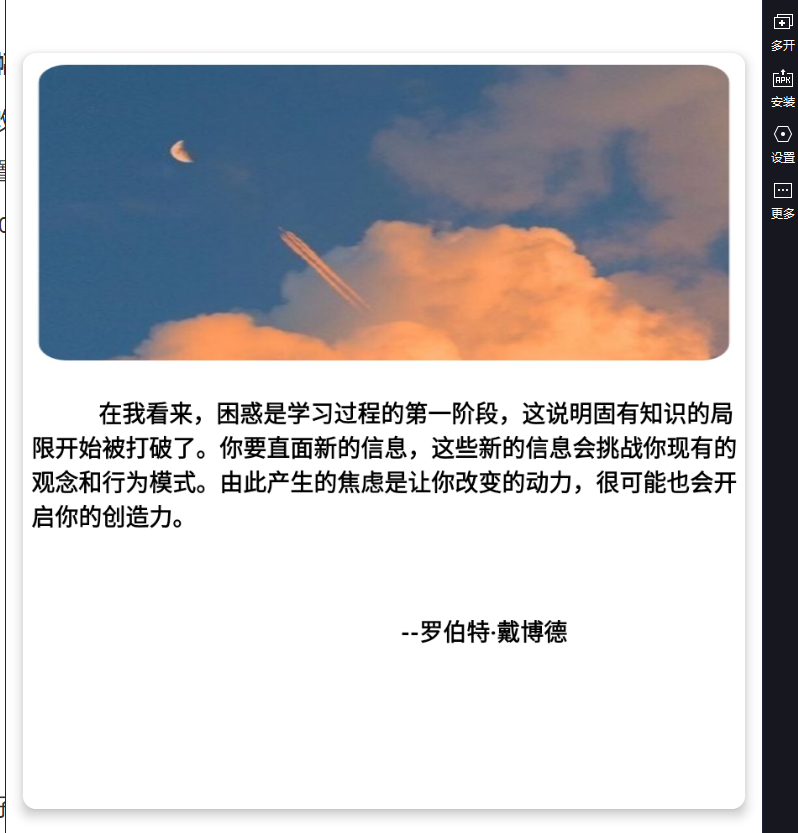 多开
安装
设置
更多
在我看来，困惑是学习过程的第一阶段，这说明固有知识的局
限开始被打破了。你要直面新的信息，这些新的信息会挑战你现有的
观念和行为模式。由此产生的焦虑是让你改变的动力，很可能也会开
启你的创造力。
--罗伯特·戴博德